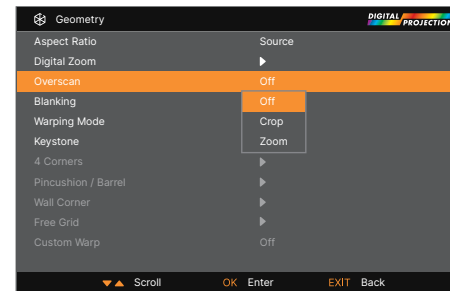 Geometry
DIGITAL PROJECTION
Aspect Ratio Source
Digital Zoom
Overscan Off
Blanking Off
Warping Mode Crop
Keystone Zoom
4 Corners
Pincushion / Barrel
Wall Corner
Free Grid
Custom Warp Off
Scroll OK Enter EXIT Back